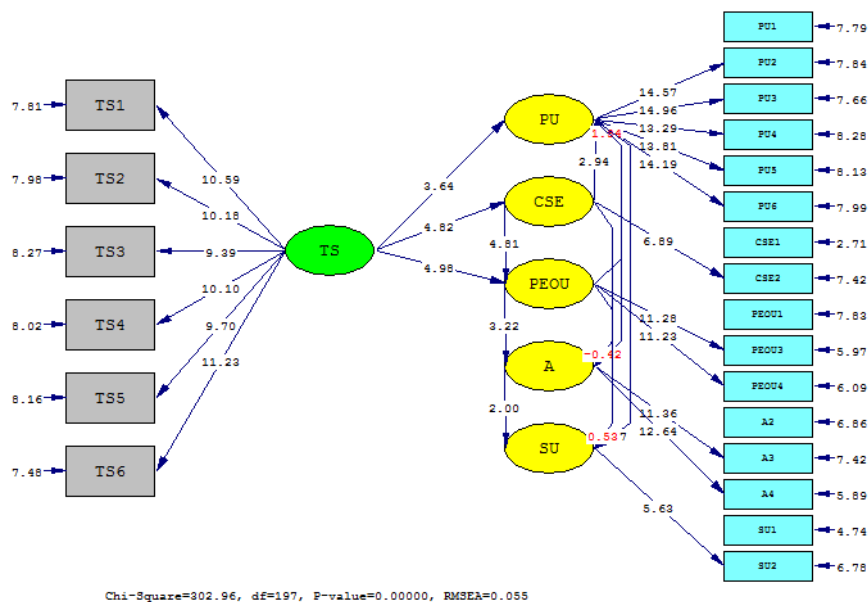 PU1 7.79
PU2 7.84
PU3 7.66
PU4 8.28
PU5 8.13
PU6 7.99
CSE1 2.71
CSE2 7.42
PEOU1 7.83
PEOU3 5.97
PEOU4 6.09
A2 6.86
A3 7.42
A4 5.89
SU1 4.74
SU2 6.78
7.81 TS1
7.98 TS2
8.27 TS3
8.02 TS4
8.16 TS5
7.48 TS6
10.59
10.18
9.39
10.10
9.70
11.23
TS
3.64
4.82
4.98
PU
CSE
PEOU
A
SU
4.81
3.22
2.00
2.94
-0.42
0.53
14.57
14.96
13.29
13.81
14.19
6.89
11.28
11.23
11.36
12.64
5.63
Chi-Square=302.96, df=197, P-value=0.00000, RMSEA=0.055